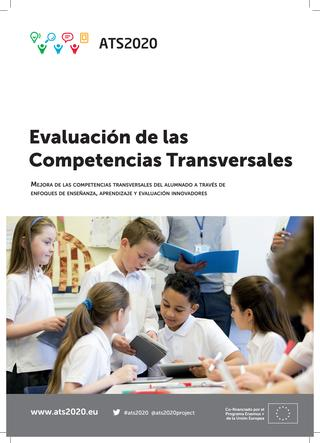 ATS2020
Evaluación de las
Competencias Transversales
MEJORA DE LAS COMPETENCIAS TRANSVERSALES DEL ALUMNADO A TRAVÉS DE
ENFOQUES DE ENSEÑANZA, APRENDIZAJE Y EVALUACIÓN INNOVADORES
www.ats2020.eu
#ats2020 @ats2020project
Co-financiado por el
Programa Erasmus +
de la Unión Europea